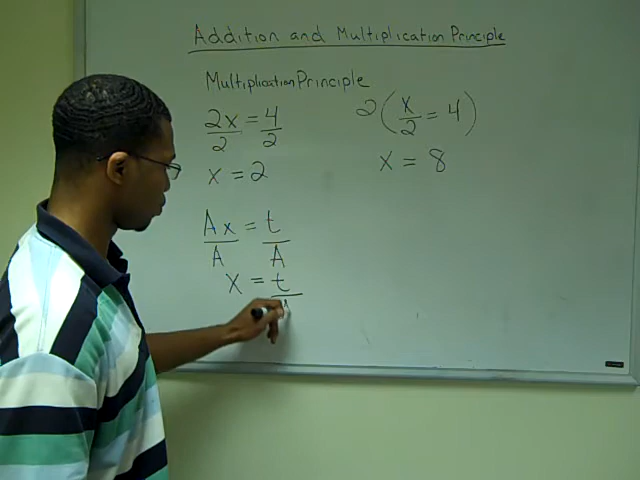 Addition and Multiplication Principle
Multiplication Principle
2x/2 = 4/2
x = 2
Ax/A = t/A
x = t/A
2(x/2 = 4)
x = 8